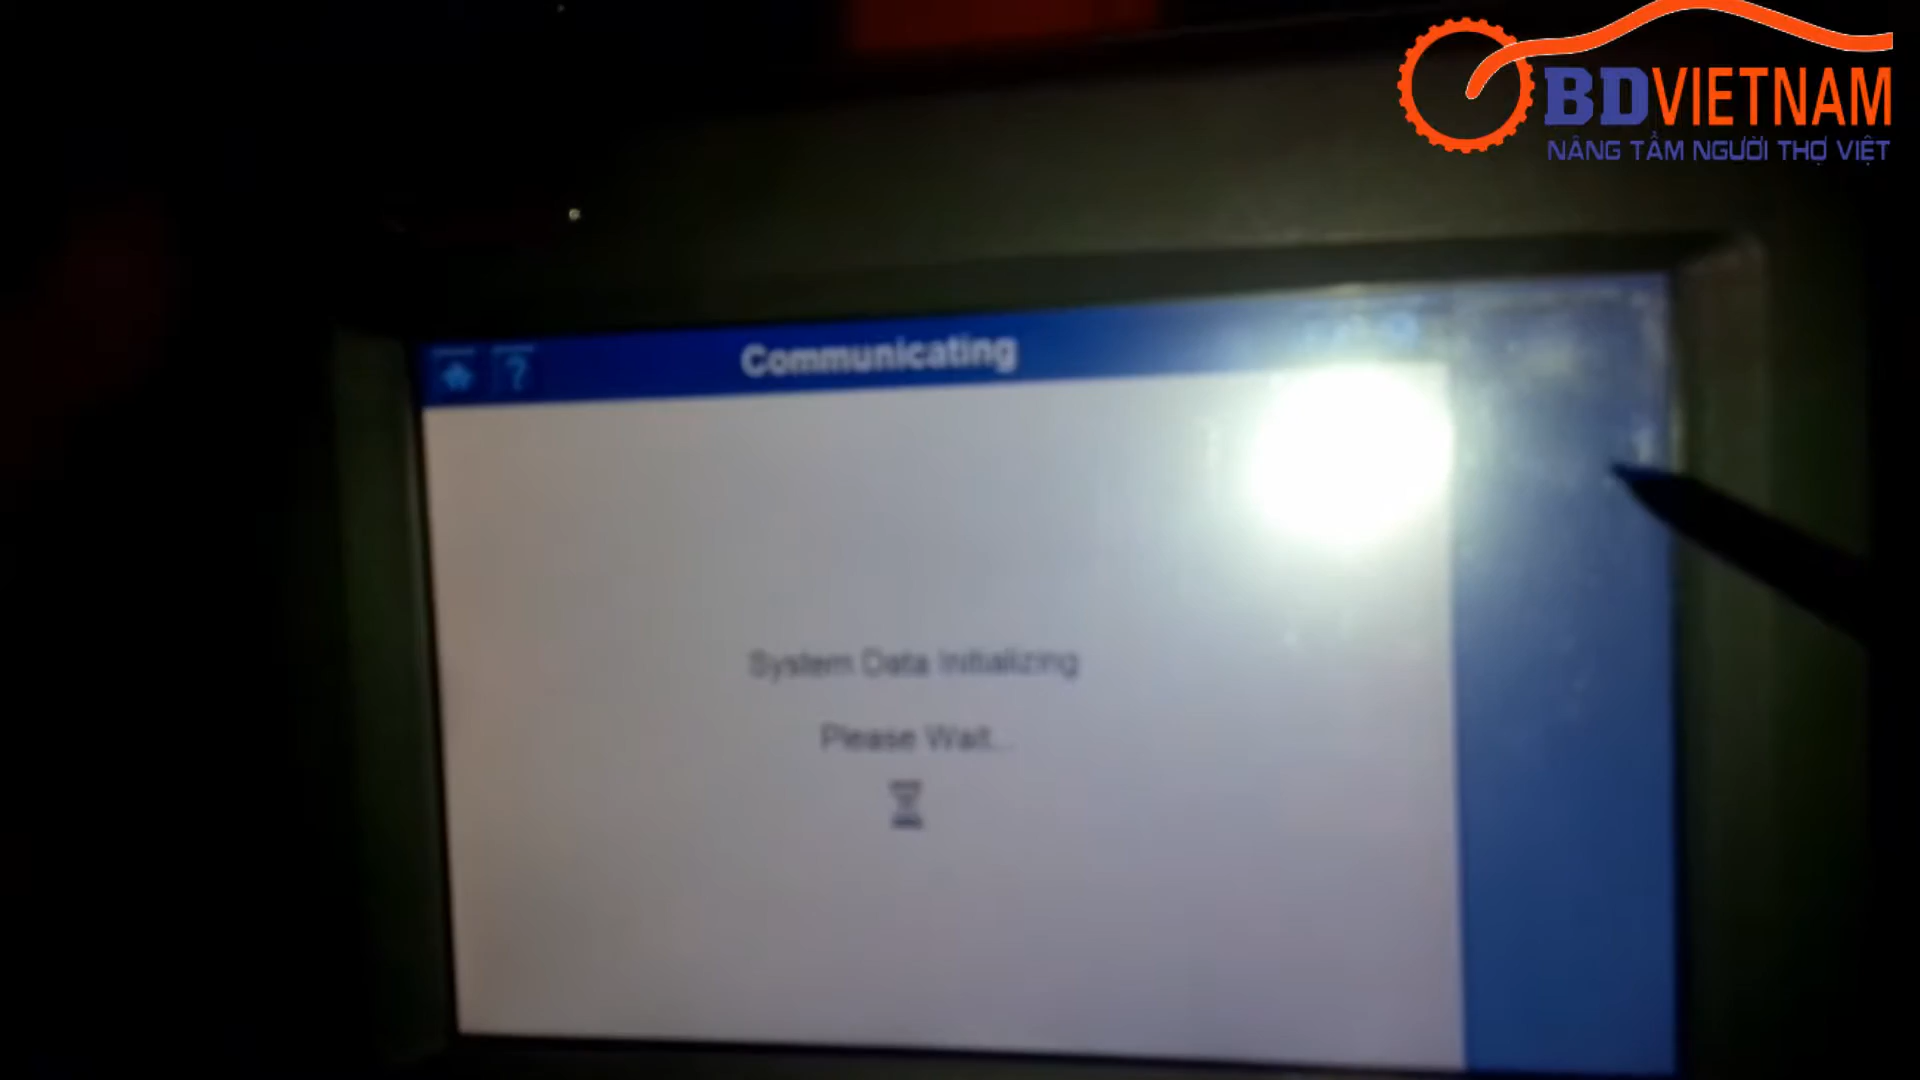 BDVIETNAM
NÂNG TẦM NGƯỜI THỢ VIỆT
? Communicating
System Data Initializing
Please Wait...